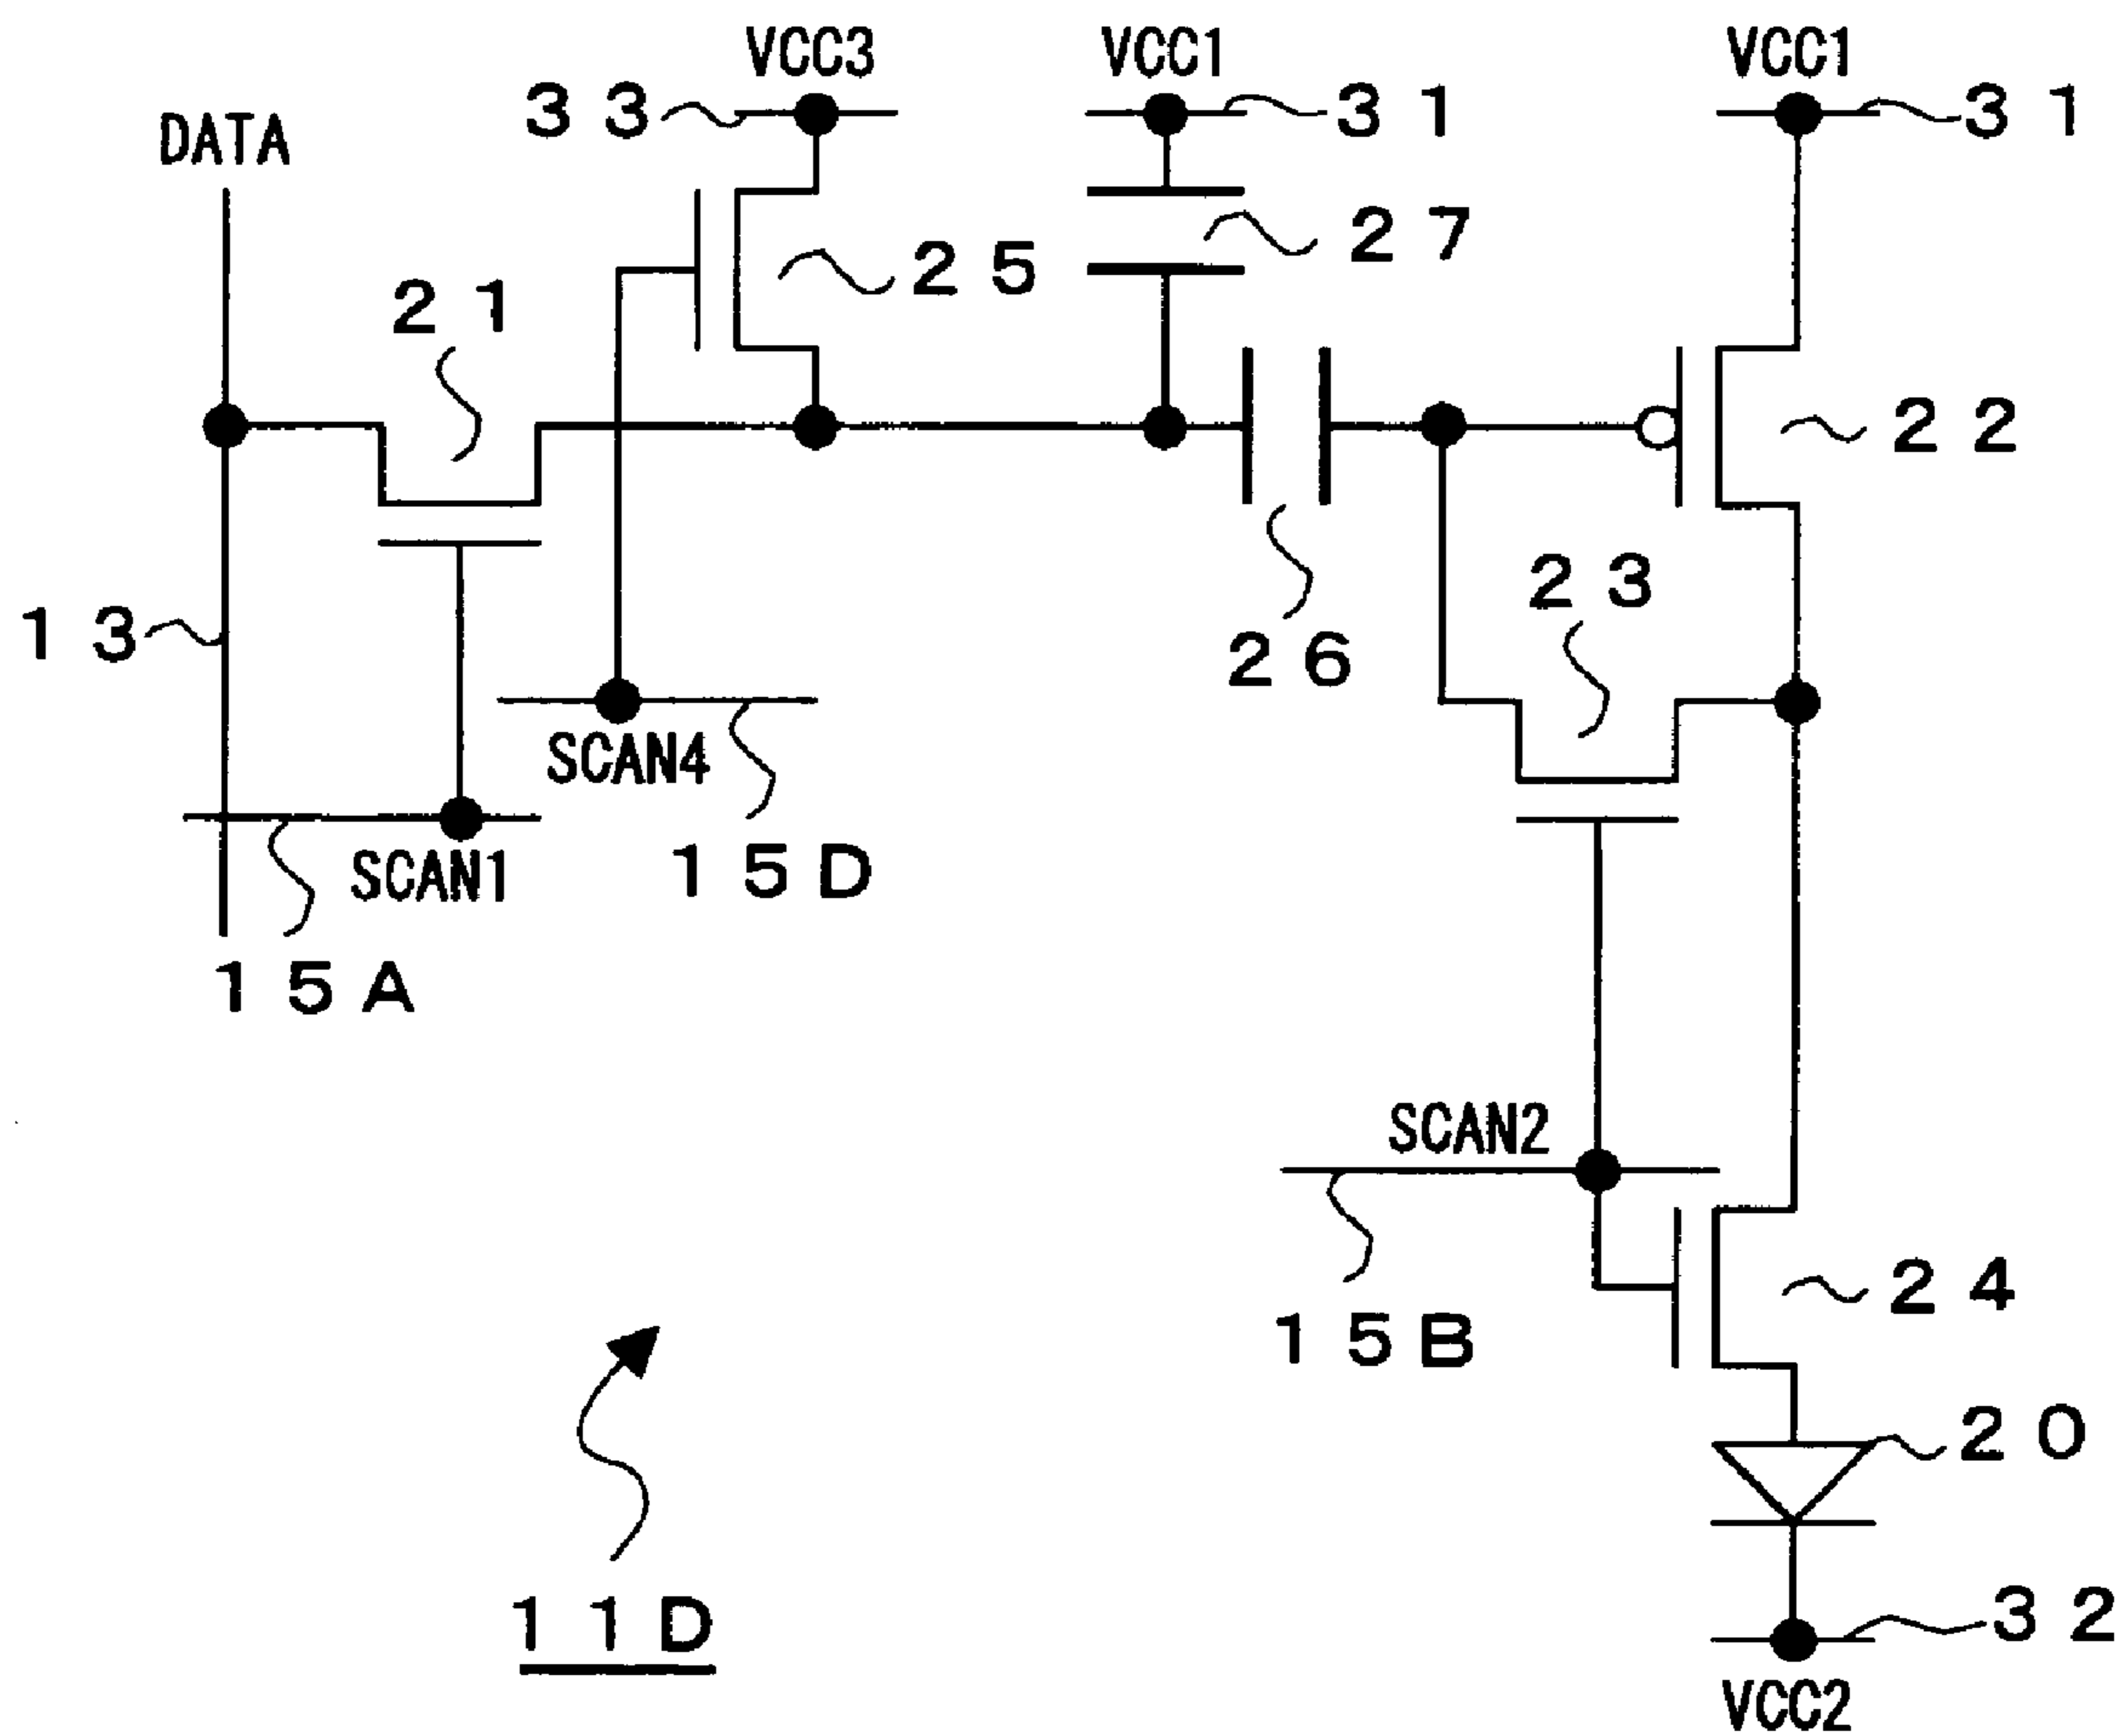 VCC3
VCC1
VCC1
33
31
31
DATA
27
25
21
22
23
13
26
SCAN4
15D
SCAN1
15A
SCAN2
24
15B
20
11D
32
VCC2